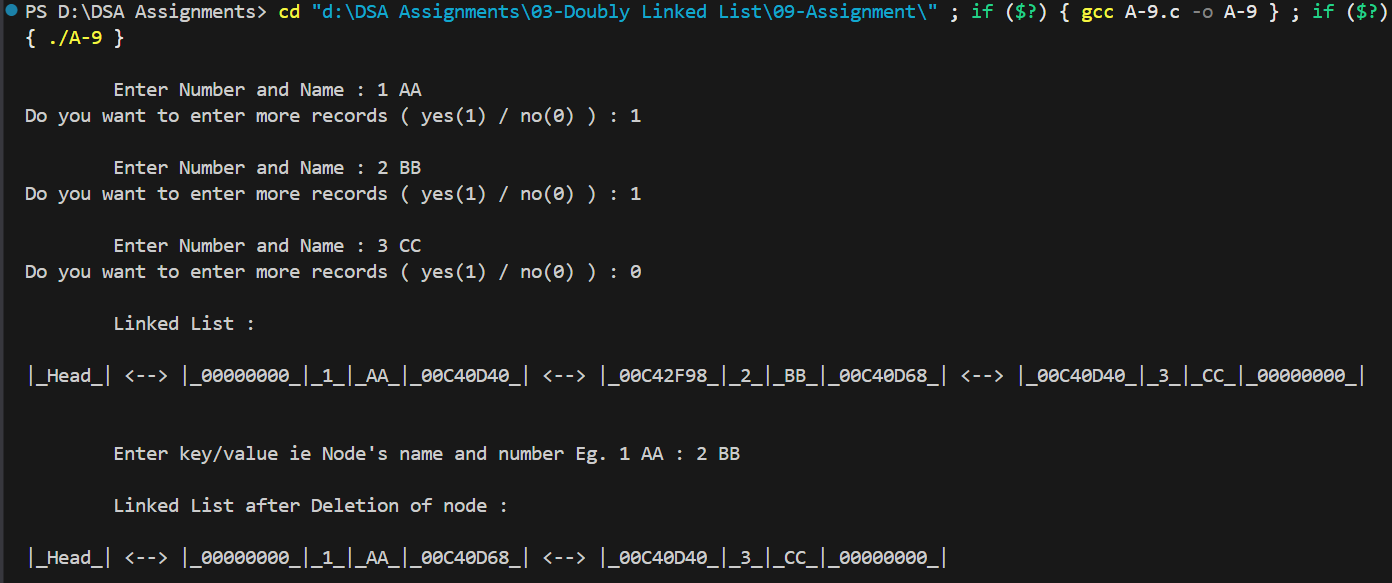 PS D:\DSA Assignments> cd "d:\DSA Assignments\03-Doubly Linked List\09-Assignment\" ; if ($?) { gcc A-9.c -o A-9 } ; if ($?)
{ ./A-9 }
Enter Number and Name : 1 AA
Do you want to enter more records ( yes(1) / no(0) ) : 1
Enter Number and Name : 2 BB
Do you want to enter more records ( yes(1) / no(0) ) : 1
Enter Number and Name : 3 CC
Do you want to enter more records ( yes(1) / no(0) ) : 0
Linked List :
|_Head_| <--> |_00000000_|_1_|_AA_|_00C40D40_| <--> |_00C42F98_|_2_|_BB_|_00C40D68_| <--> |_00C40D40_|_3_|_CC_|_00000000_|
Enter key/value ie Node's name and number Eg. 1 AA : 2 BB
Linked List after Deletion of node :
|_Head_| <--> |_00000000_|_1_|_AA_|_00C40D68_| <--> |_00C40D40_|_3_|_CC_|_00000000_|